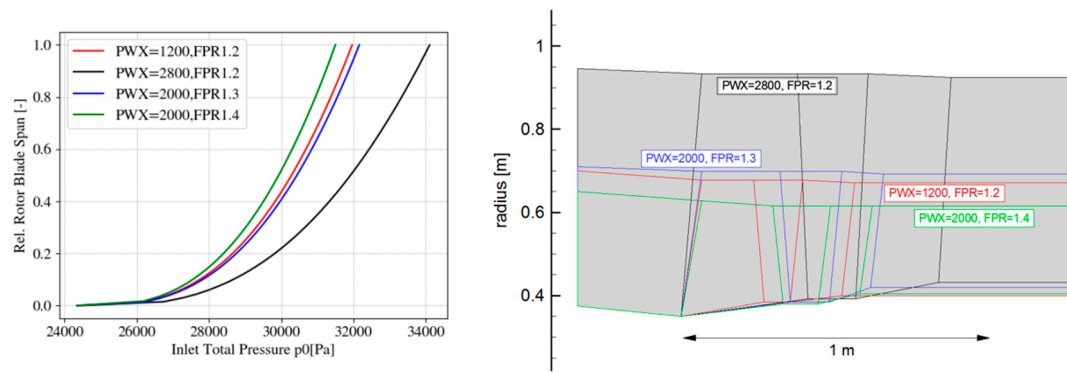 1.0
0.8
0.6
0.4
0.2
0.0
Rel. Rotor Blade Span [-]
PWX=1200,FPR1.2
PWX=2800,FPR1.2
PWX=2000,FPR1.3
PWX=2000,FPR1.4
24000 26000 28000 30000 32000 34000
Inlet Total Pressure p0[Pa]
1
0.8
0.6
0.4
radius [m]
PWX=2800, FPR=1.2
PWX=2000, FPR=1.3
PWX=1200, FPR=1.2
PWX=2000, FPR=1.4
1 m